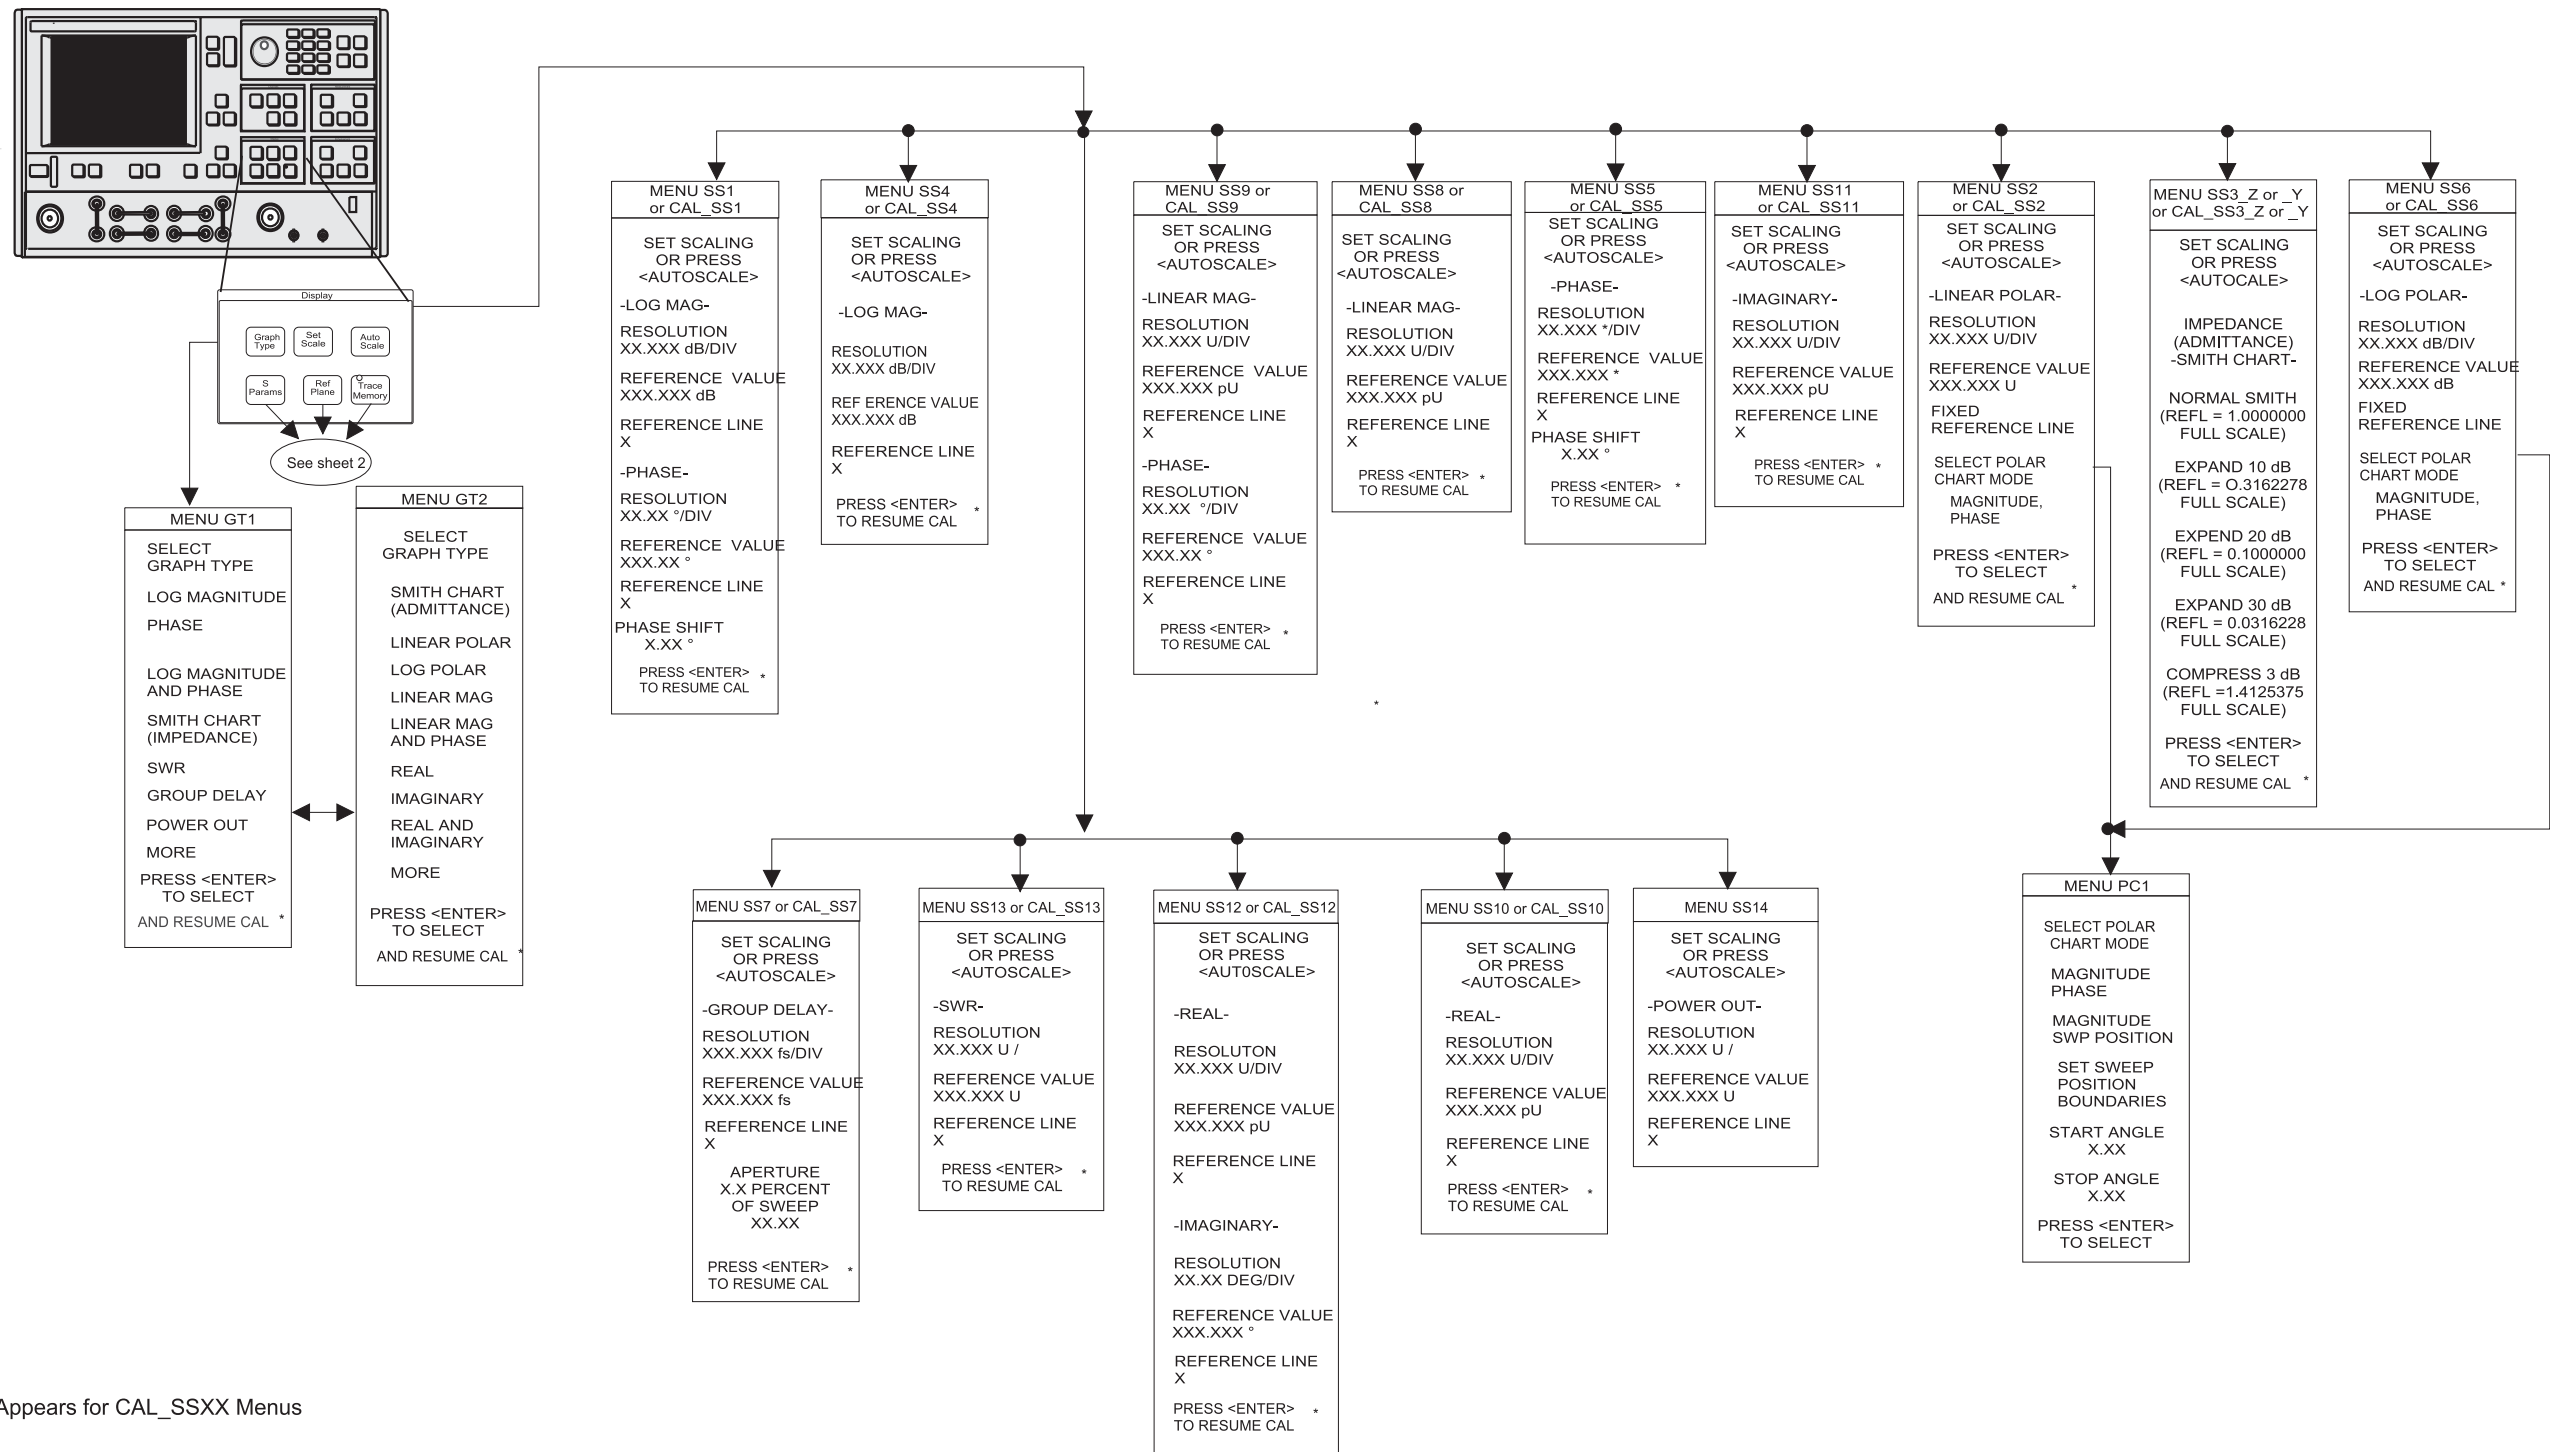 Display
Graph
Type
Set
Scale
Auto
Scale
S
Params
Ref
Plane
Trace
Memory
See sheet 2
MENU GT1
SELECT
GRAPH TYPE
LOG MAGNITUDE
PHASE
LOG MAGNITUDE
AND PHASE
SMITH CHART
(IMPEDANCE)
SWR
GROUP DELAY
POWER OUT
MORE
PRESS <ENTER>
TO SELECT
AND RESUME CAL *
MENU GT2
SELECT
GRAPH TYPE
SMITH CHART
(ADMITTANCE)
LINEAR POLAR
LOG POLAR
LINEAR MAG
LINEAR MAG
AND PHASE
REAL
IMAGINARY
REAL AND
IMAGINARY
MORE
PRESS <ENTER>
TO SELECT
AND RESUME CAL *
MENU SS1
or CAL_SS1
SET SCALING
OR PRESS
<AUTOSCALE>
-LOG MAG-
RESOLUTION
XX.XXX dB/DIV
REFERENCE VALUE
XXX.XXX dB
REFERENCE LINE
X
-PHASE-
RESOLUTION
XX.XX °/DIV
REFERENCE VALUE
XXX.XX °
REFERENCE LINE
X
PHASE SHIFT
X.XX °
PRESS <ENTER> *
TO RESUME CAL
MENU SS4
or CAL_SS4
SET SCALING
OR PRESS
<AUTOSCALE>
-LOG MAG-
RESOLUTION
XX.XXX dB/DIV
REF ERENCE VALUE
XXX.XXX dB
REFERENCE LINE
X
PRESS <ENTER> *
TO RESUME CAL
MENU SS9 or
CAL_SS9
SET SCALING
OR PRESS
<AUTOSCALE>
-LINEAR MAG-
RESOLUTION
XX.XXX U/DIV
REFERENCE VALUE
XXX.XXX pU
REFERENCE LINE
X
-PHASE-
RESOLUTION
XX.XX °/DIV
REFERENCE VALUE
XXX.XX °
REFERENCE LINE
X
PRESS <ENTER> *
TO RESUME CAL
MENU SS8 or
CAL_SS8
SET SCALING
OR PRESS
<AUTOSCALE>
-LINEAR MAG-
RESOLUTION
XX.XXX U/DIV
REFERENCE VALUE
XXX.XXX pU
REFERENCE LINE
X
PRESS <ENTER> *
TO RESUME CAL
*
MENU SS5
or CAL_SS5
SET SCALING
OR PRESS
<AUTOSCALE>
-PHASE-
RESOLUTION
XX.XXX */DIV
REFERENCE VALUE
XXX.XXX *
REFERENCE LINE
X
PHASE SHIFT
X.XX °
PRESS <ENTER> *
TO RESUME CAL
MENU SS11
or CAL_SS11
SET SCALING
OR PRESS
<AUTOSCALE>
-IMAGINARY-
RESOLUTION
XX.XXX U/DIV
REFERENCE VALUE
XXX.XXX pU
REFERENCE LINE
X
PRESS <ENTER> *
TO RESUME CAL
MENU SS2
or CAL_SS2
SET SCALING
OR PRESS
<AUTOSCALE>
-LINEAR POLAR-
RESOLUTION
XX.XXX U/DIV
REFERENCE VALUE
XXX.XXX U
FIXED
REFERENCE LINE
SELECT POLAR
CHART MODE
MAGNITUDE,
PHASE
PRESS <ENTER>
TO SELECT
AND RESUME CAL *
MENU SS3_Z or _Y
or CAL_SS3_Z or _Y
SET SCALING
OR PRESS
<AUTOCALE>
IMPEDANCE
(ADMITTANCE)
-SMITH CHART-
NORMAL SMITH
(REFL = 1.0000000
FULL SCALE)
EXPAND 10 dB
(REFL = O.3162278
FULL SCALE)
EXPEND 20 dB
(REFL = 0.1000000
FULL SCALE)
EXPAND 30 dB
(REFL = 0.0316228
FULL SCALE)
COMPRESS 3 dB
(REFL =1.4125375
FULL SCALE)
PRESS <ENTER>
TO SELECT
AND RESUME CAL *
MENU SS6
or CAL_SS6
SET SCALING
OR PRESS
<AUTOSCALE>
-LOG POLAR-
RESOLUTION
XX.XXX dB/DIV
REFERENCE VALUE
XXX.XXX dB
FIXED
REFERENCE LINE
SELECT POLAR
CHART MODE
MAGNITUDE,
PHASE
PRESS <ENTER>
TO SELECT
AND RESUME CAL *
MENU SS7 or CAL_SS7
SET SCALING
OR PRESS
<AUTOSCALE>
-GROUP DELAY-
RESOLUTION
XXX.XXX fs/DIV
REFERENCE VALUE
XXX.XXX fs
REFERENCE LINE
X
APERTURE
X.X PERCENT
OF SWEEP
XX.XX
PRESS <ENTER> *
TO RESUME CAL
MENU SS13 or CAL_SS13
SET SCALING
OR PRESS
<AUTOSCALE>
-SWR-
RESOLUTION
XX.XXX U /
REFERENCE VALUE
XXX.XXX U
REFERENCE LINE
X
PRESS <ENTER> *
TO RESUME CAL
MENU SS12 or CAL_SS12
SET SCALING
OR PRESS
<AUT0SCALE>
-REAL-
RESOLUTON
XX.XXX U/DIV
REFERENCE VALUE
XXX.XXX pU
REFERENCE LINE
X
-IMAGINARY-
RESOLUTION
XX.XX DEG/DIV
REFERENCE VALUE
XXX.XXX °
REFERENCE LINE
X
PRESS <ENTER> *
TO RESUME CAL
MENU SS10 or CAL_SS10
SET SCALING
OR PRESS
<AUTOSCALE>
-REAL-
RESOLUTION
XX.XXX U/DIV
REFERENCE VALUE
XXX.XXX pU
REFERENCE LINE
X
PRESS <ENTER> *
TO RESUME CAL
MENU SS14
SET SCALING
OR PRESS
<AUTOSCALE>
-POWER OUT-
RESOLUTION
XX.XXX U /
REFERENCE VALUE
XXX.XXX U
REFERENCE LINE
X
MENU PC1
SELECT POLAR
CHART MODE
MAGNITUDE
PHASE
MAGNITUDE
SWP POSITION
SET SWEEP
POSITION
BOUNDARIES
START ANGLE
X.XX
STOP ANGLE
X.XX
PRESS <ENTER>
TO SELECT
Appears for CAL_SSXX Menus